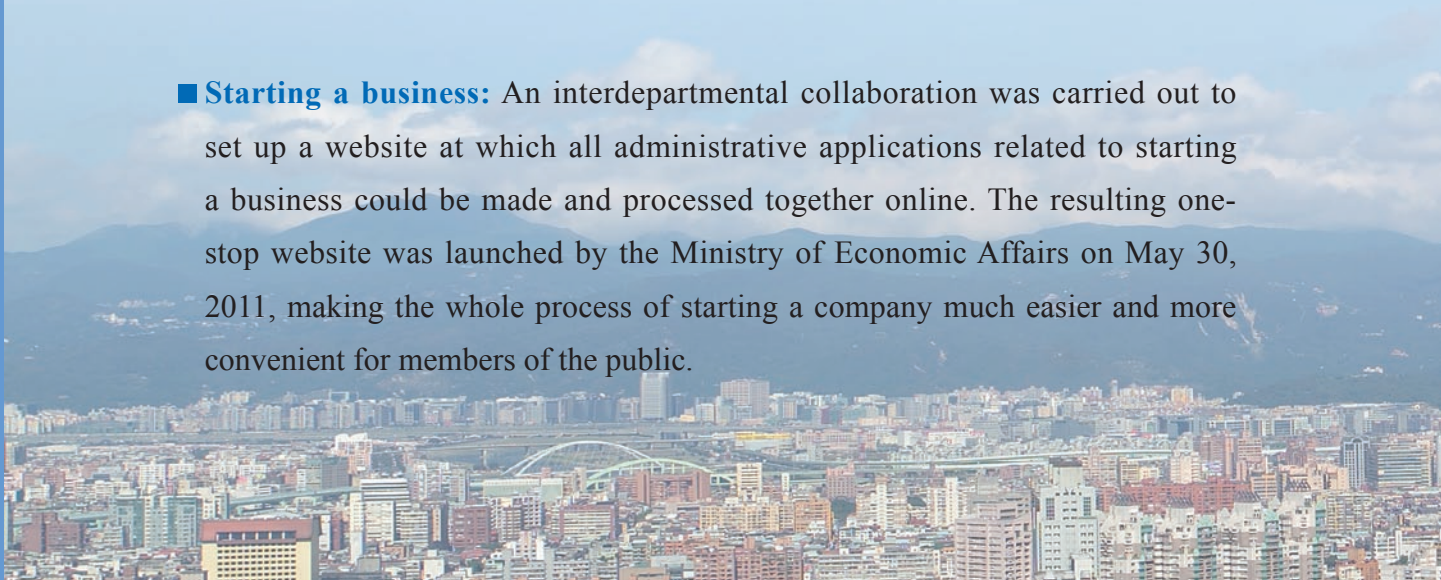 ■ Starting a business: An interdepartmental collaboration was carried out to
set up a website at which all administrative applications related to starting
a business could be made and processed together online. The resulting one-
stop website was launched by the Ministry of Economic Affairs on May 30,
2011, making the whole process of starting a company much easier and more
convenient for members of the public.